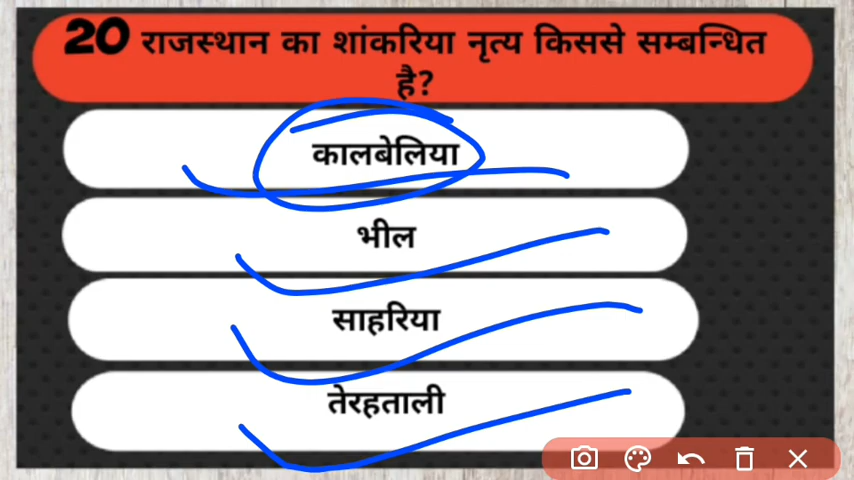 20 राजस्थान का शांकरिया नृत्य किससे सम्बन्धित
है?
कालबेलिया
भील
साहरिया
तेरहताली